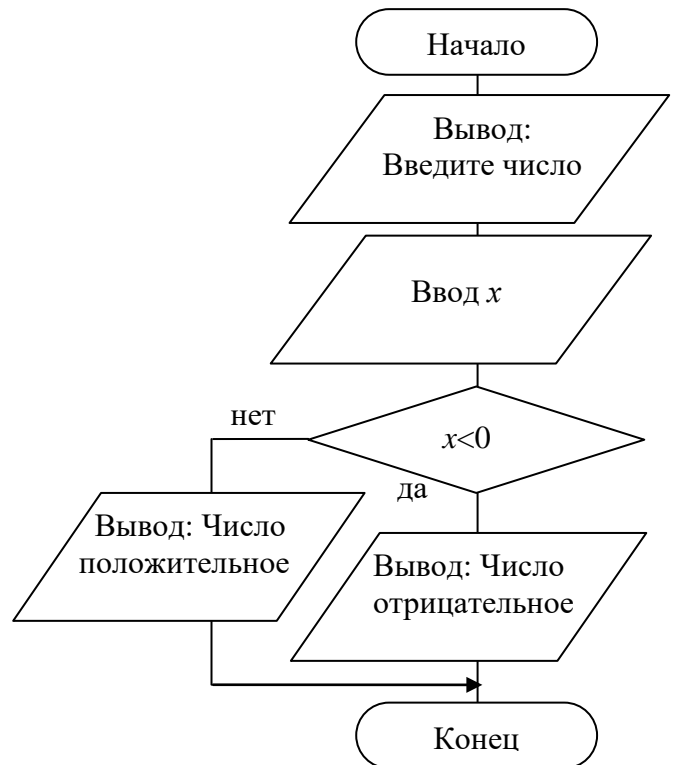 Начало
Вывод:
Введите число
Ввод x
нет
x<0
да
Вывод: Число
положительное
Вывод: Число
отрицательное
Конец